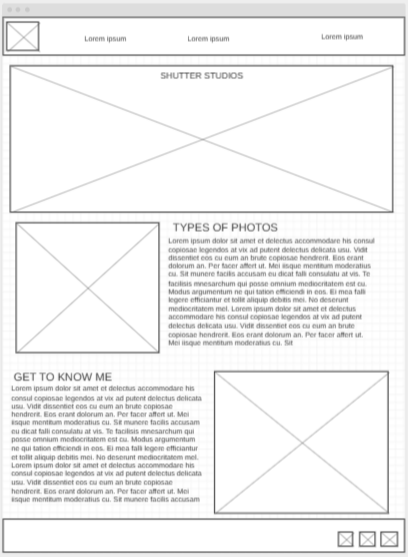 Lorem ipsum
Lorem ipsum
Lorem ipsum
SHUTTER STUDIOS
TYPES OF PHOTOS
Lorem ipsum dolor sit amet et delectus accommodare his consul
copiosae legendos at vix ad putent delectus delicata usu. Vidit
dissentiet eos cu eum an brute copiosae hendrerit. Eos erant
dolorum an. Per facer affert ut. Mei iisque mentitum moderatius
cu. Sit munere facilis accusam eu dicat falli consulatu at vis. Te
facilisis mnesarchum qui posse omnium mediocritatem est cu.
Modus argumentum ne qui tation efficiendi in eos. Ei mea falli
legere efficiantur et tollit aliquip debitis mei. No deserunt
mediocritatem mel. Lorem ipsum dolor sit amet et delectus
accommodare his consul copiosae legendos at vix ad putent
delectus delicata usu. Vidit dissentiet eos cu eum an brute
copiosae hendrerit. Eos erant dolorum an. Per facer affert ut.
Mei iisque mentitum moderatius cu. Sit
GET TO KNOW ME
Lorem ipsum dolor sit amet et delectus accommodare his
consul copiosae legendos at vix ad putent delectus delicata
usu. Vidit dissentiet eos cu eum an brute copiosae
hendrerit. Eos erant dolorum an. Per facer affert ut. Mei
iisque mentitum moderatius cu. Sit munere facilis accusam
eu dicat falli consulatu at vis. Te facilisis mnesarchum qui
posse omnium mediocritatem est cu. Modus argumentum
ne qui tation efficiendi in eos. Ei mea falli legere efficiantur
et tollit aliquip debitis mei. No deserunt mediocritatem mel.
Lorem ipsum dolor sit amet et delectus accommodare his
consul copiosae legendos at vix ad putent delectus delicata
usu. Vidit dissentiet eos cu eum an brute copiosae
hendrerit. Eos erant dolorum an. Per facer affert ut. Mei
iisque mentitum moderatius cu. Sit munere facilis accusam